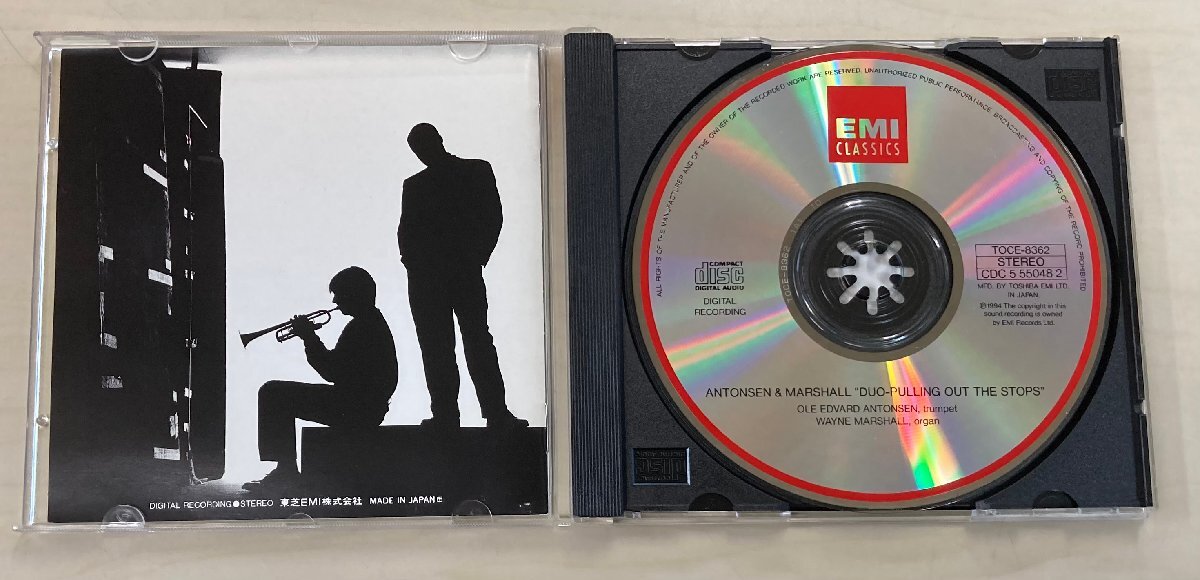 DIGITAL RECORDING●STEREO 東芝EMI株式会社 MADE IN JAPAN
ALL RIGHTS OF THE MANUFACTURER AND OF THE OWNER OF THE RECORDED WORK ARE RESERVED. UNAUTHORIZED PUBLIC PERFORMANCE, BROADCASTING AND COPYING OF THE RECORD PROHIBITED
EMI
CLASSICS
COMPACT
disc
DIGITAL AUDIO
DIGITAL
RECORDING
TOCE-8362
TOCE-8362
STEREO
CDC 5 55048 2
MFD. BY TOSHIBA EMI LTD.
IN JAPAN.
℗1994 The copyright in this
sound recording is owned
by EMI Records Ltd.
ANTONSEN & MARSHALL "DUO-PULLING OUT THE STOPS"
OLE EDVARD ANTONSEN, trumpet
WAYNE MARSHALL, organ